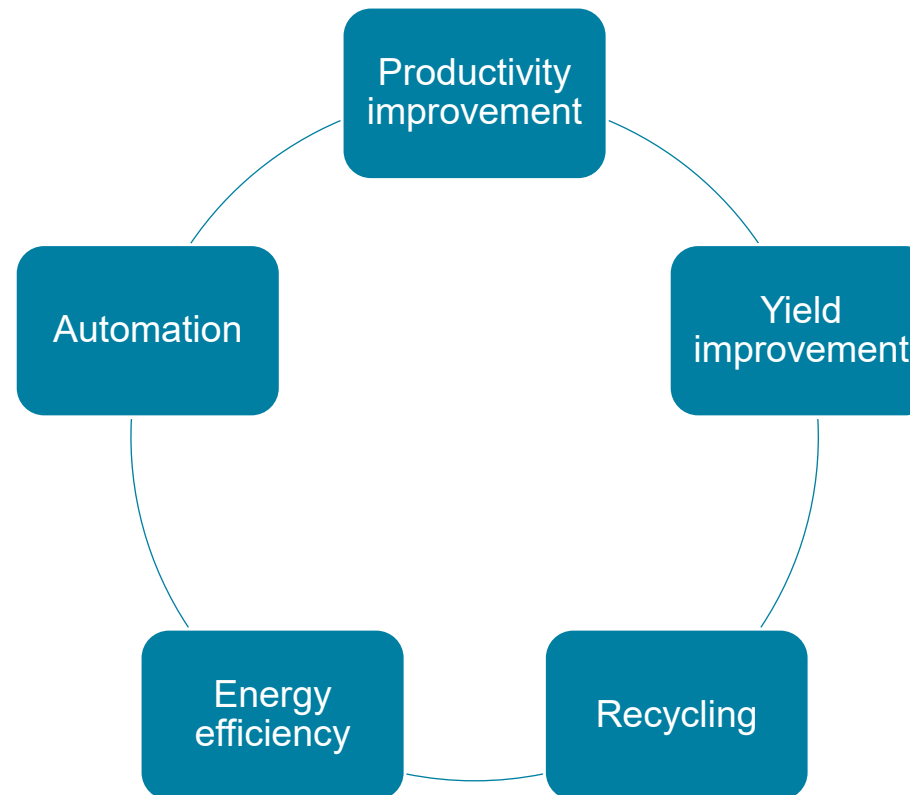 Productivity
improvement
Yield
improvement
Recycling
Energy
efficiency
Automation